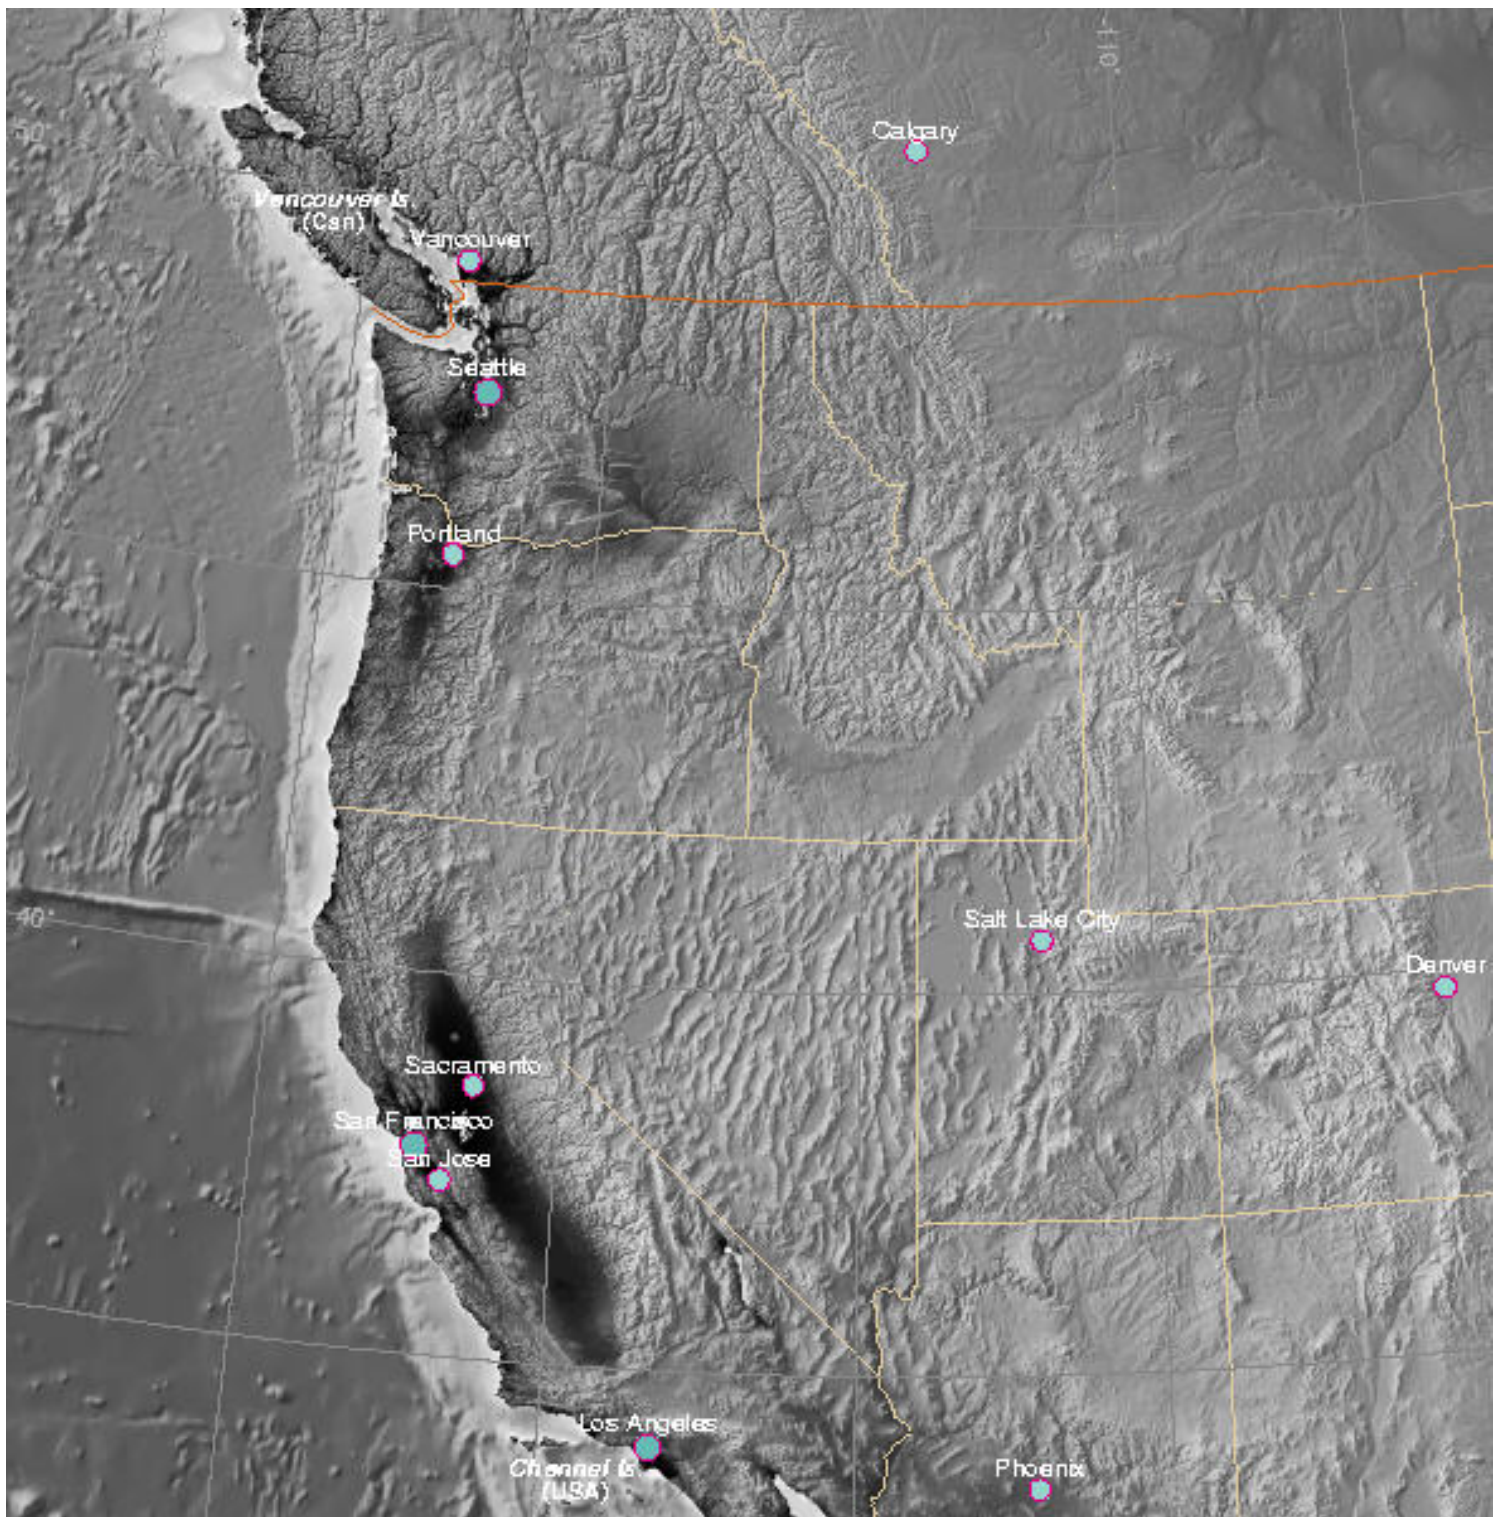 110°
50°
Calgary
Vancouver Is.
(Can)
Vancouver
Seattle
Portland
40°
Salt Lake City
Denver
Sacramento
San Francisco
San Jose
Los Angeles
Channel Is.
(USA)
Phoenix